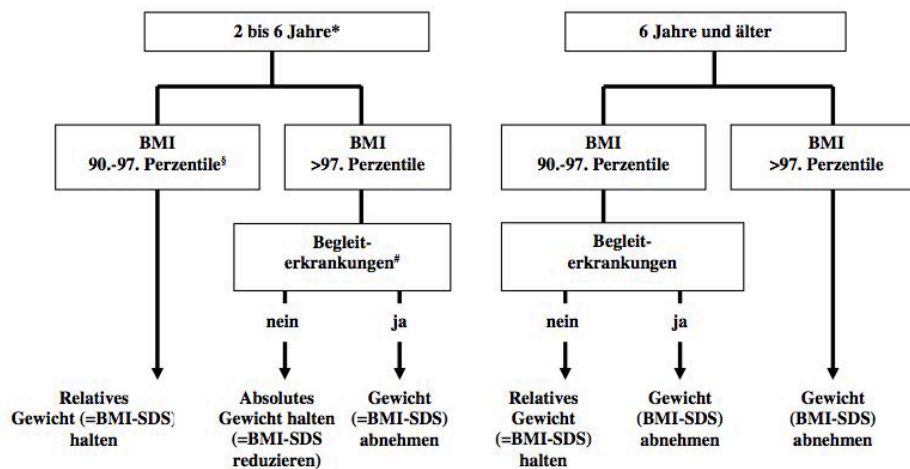 2 bis 6 Jahre*
6 Jahre und älter
BMI
90.-97. Perzentile§
BMI
>97. Perzentile
BMI
90.-97. Perzentile
BMI
>97. Perzentile
Begleit-
erkrankungen#
Begleit-
erkrankungen
nein
ja
nein
ja
Relatives
Gewicht (=BMI-SDS)
halten
Absolutes
Gewicht halten
(=BMI-SDS
reduzieren)
Gewicht
(=BMI-SDS)
abnehmen
Relatives
Gewicht
(=BMI-SDS)
halten
Gewicht
(BMI-SDS)
abnehmen
Gewicht
(BMI-SDS)
abnehmen